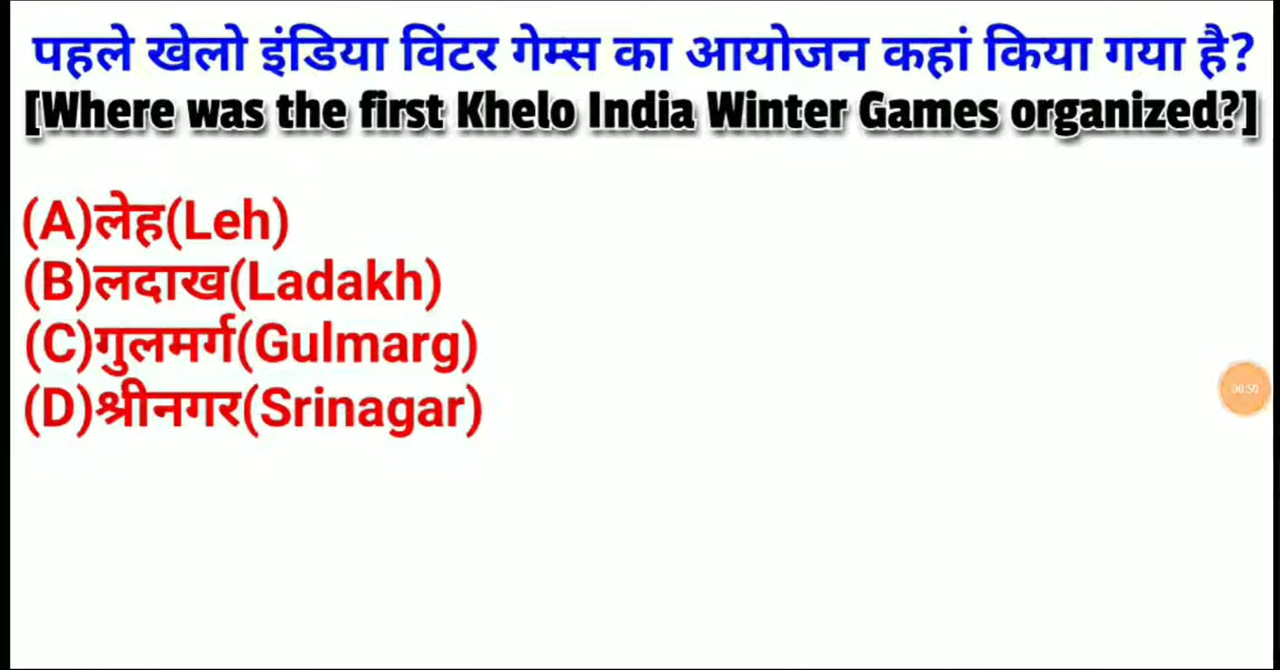 पहले खेलो इंडिया विंटर गेम्स का आयोजन कहां किया गया है?
[Where was the first Khelo India Winter Games organized?]
(A)लेह(Leh)
(B)लदाख(Ladakh)
(C)गुलमर्ग(Gulmarg)
(D)श्रीनगर(Srinagar)